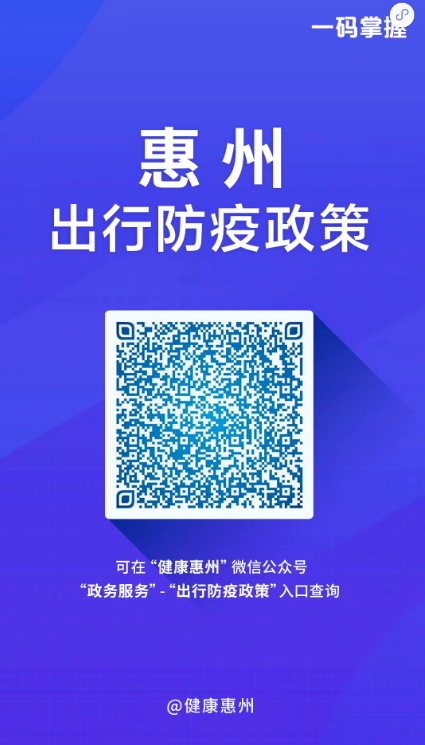 一码掌握
惠州
出行防疫政策
可在“健康惠州”微信公众号
“政务服务”-“出行防疫政策”入口查询
@健康惠州